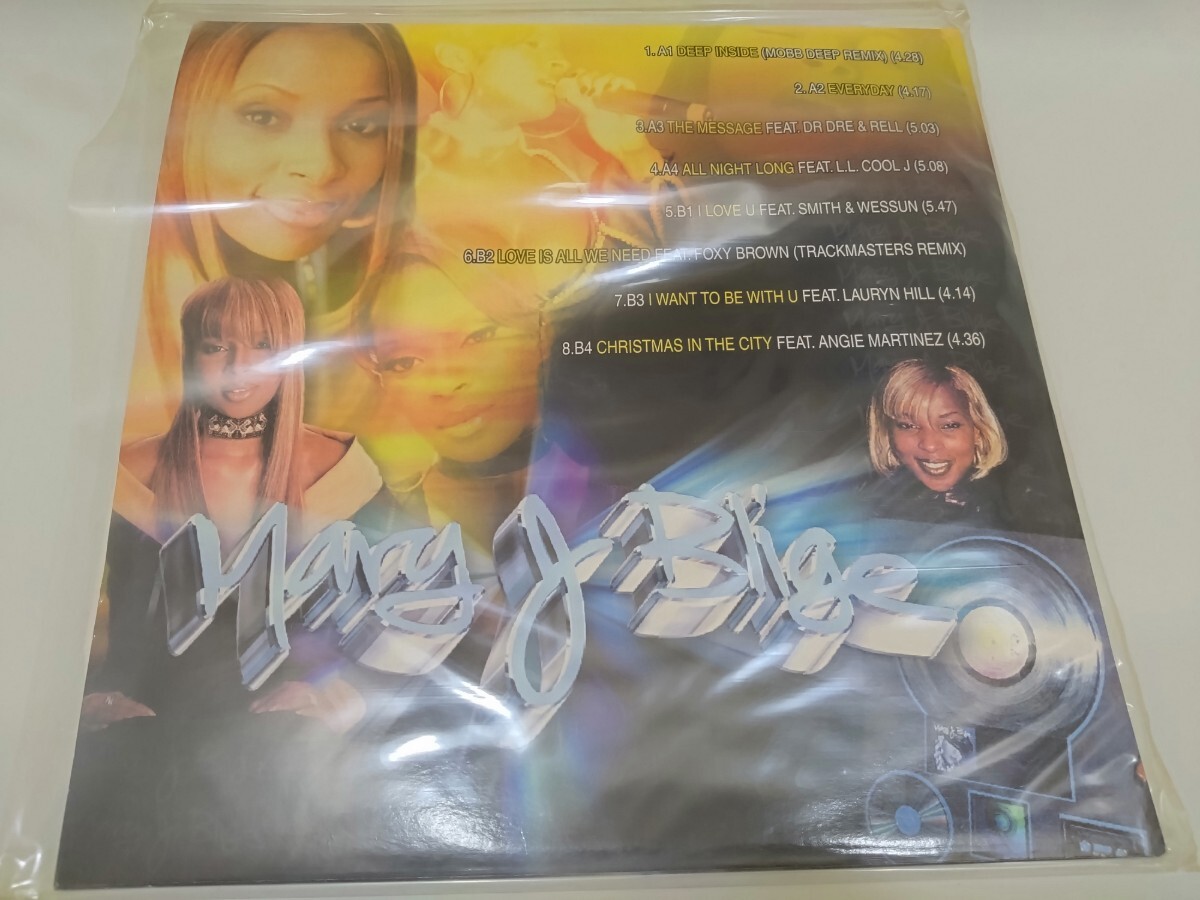 1. A1 DEEP INSIDE (MOBB DEEP REMIX) (4.28)
2. A2 EVERYDAY (4.17)
3.A3 THE MESSAGE FEAT. DR DRE & RELL (5.03)
4.A4 ALL NIGHT LONG FEAT. L.L. COOL J (5.08)
5.B1 I LOVE U FEAT. SMITH & WESSUN (5.47)
6.B2 LOVE IS ALL WE NEED FEAT. FOXY BROWN (TRACKMASTERS REMIX)
7.B3 I WANT TO BE WITH U FEAT. LAURYN HILL (4.14)
8.B4 CHRISTMAS IN THE CITY FEAT. ANGIE MARTINEZ (4.36)
Mary J Blige